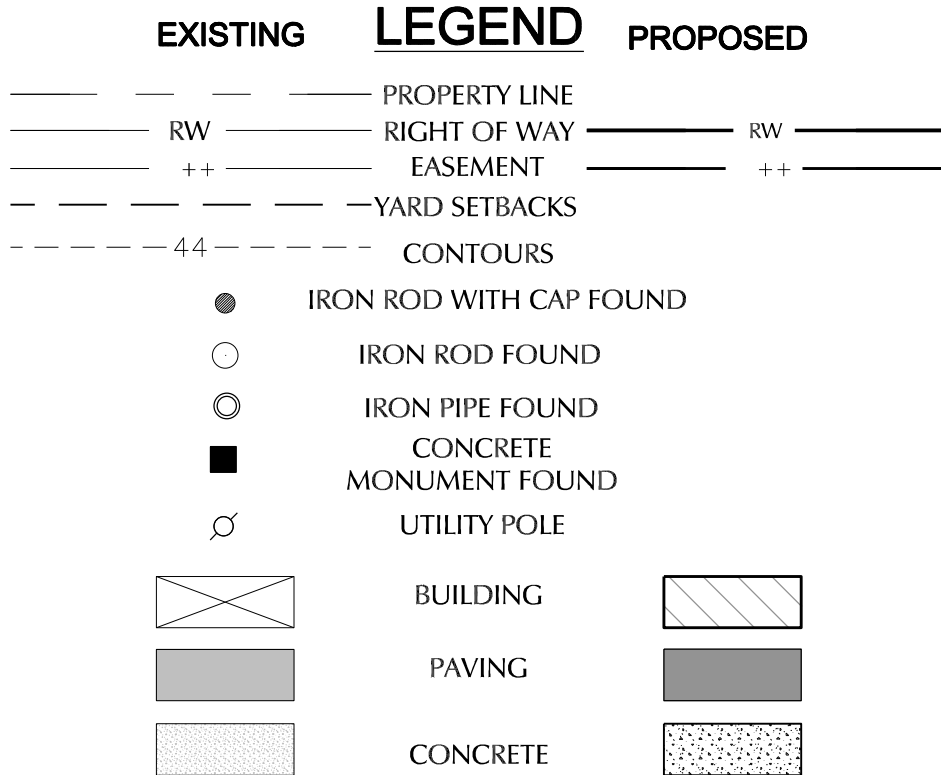 EXISTING LEGEND PROPOSED
PROPERTY LINE
RW RIGHT OF WAY RW
++ EASEMENT ++
YARD SETBACKS
44 CONTOURS
IRON ROD WITH CAP FOUND
IRON ROD FOUND
IRON PIPE FOUND
CONCRETE
MONUMENT FOUND
UTILITY POLE
BUILDING
PAVING
CONCRETE